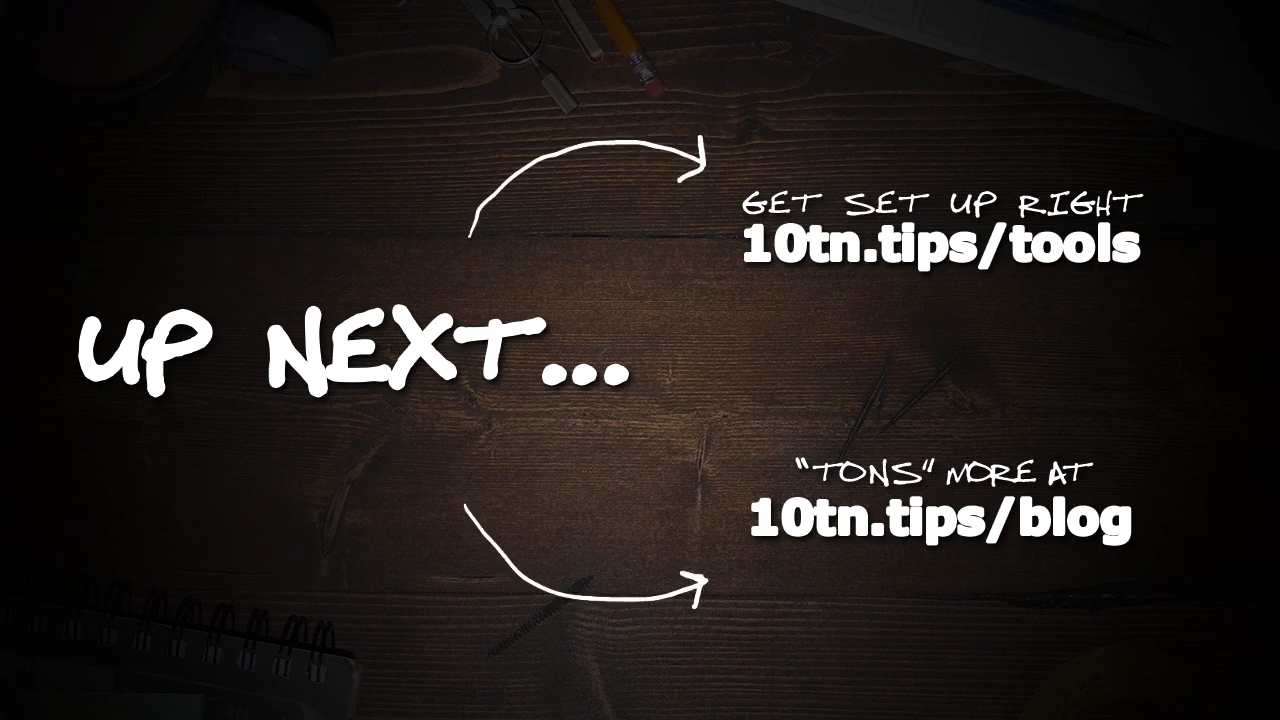 UP NEXT...
GET SET UP RIGHT
10tn.tips/tools
"TONS" MORE AT
10tn.tips/blog